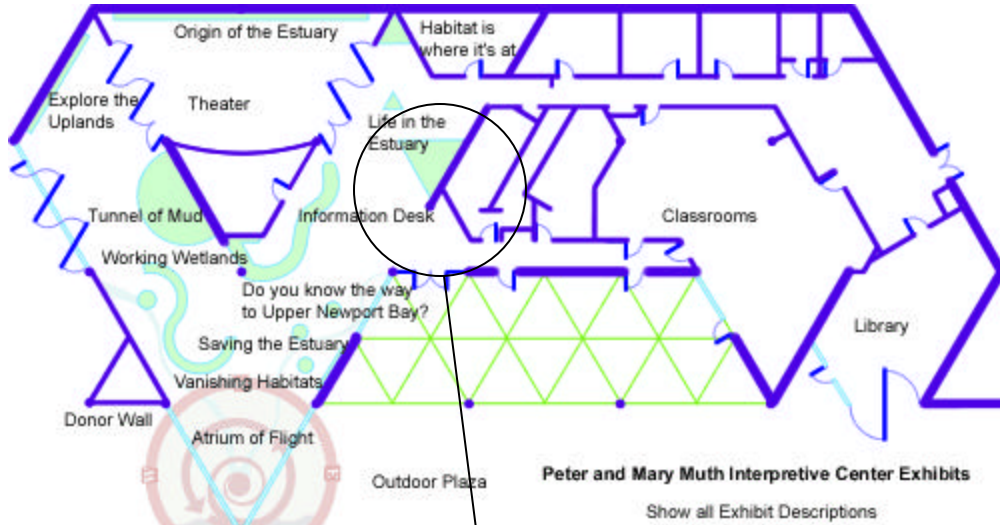 Origin of the Estuary
Habitat is
where it's at
Explore the
Uplands
Theater
Life in the
Estuary
Tunnel of Mud
Information Desk
Classrooms
Working Wetlands
Do you know the way
to Upper Newport Bay?
Saving the Estuary
Library
Vanishing Habitats
Donor Wall
Atrium of Flight
Outdoor Plaza
Peter and Mary Muth Interpretive Center Exhibits
Show all Exhibit Descriptions